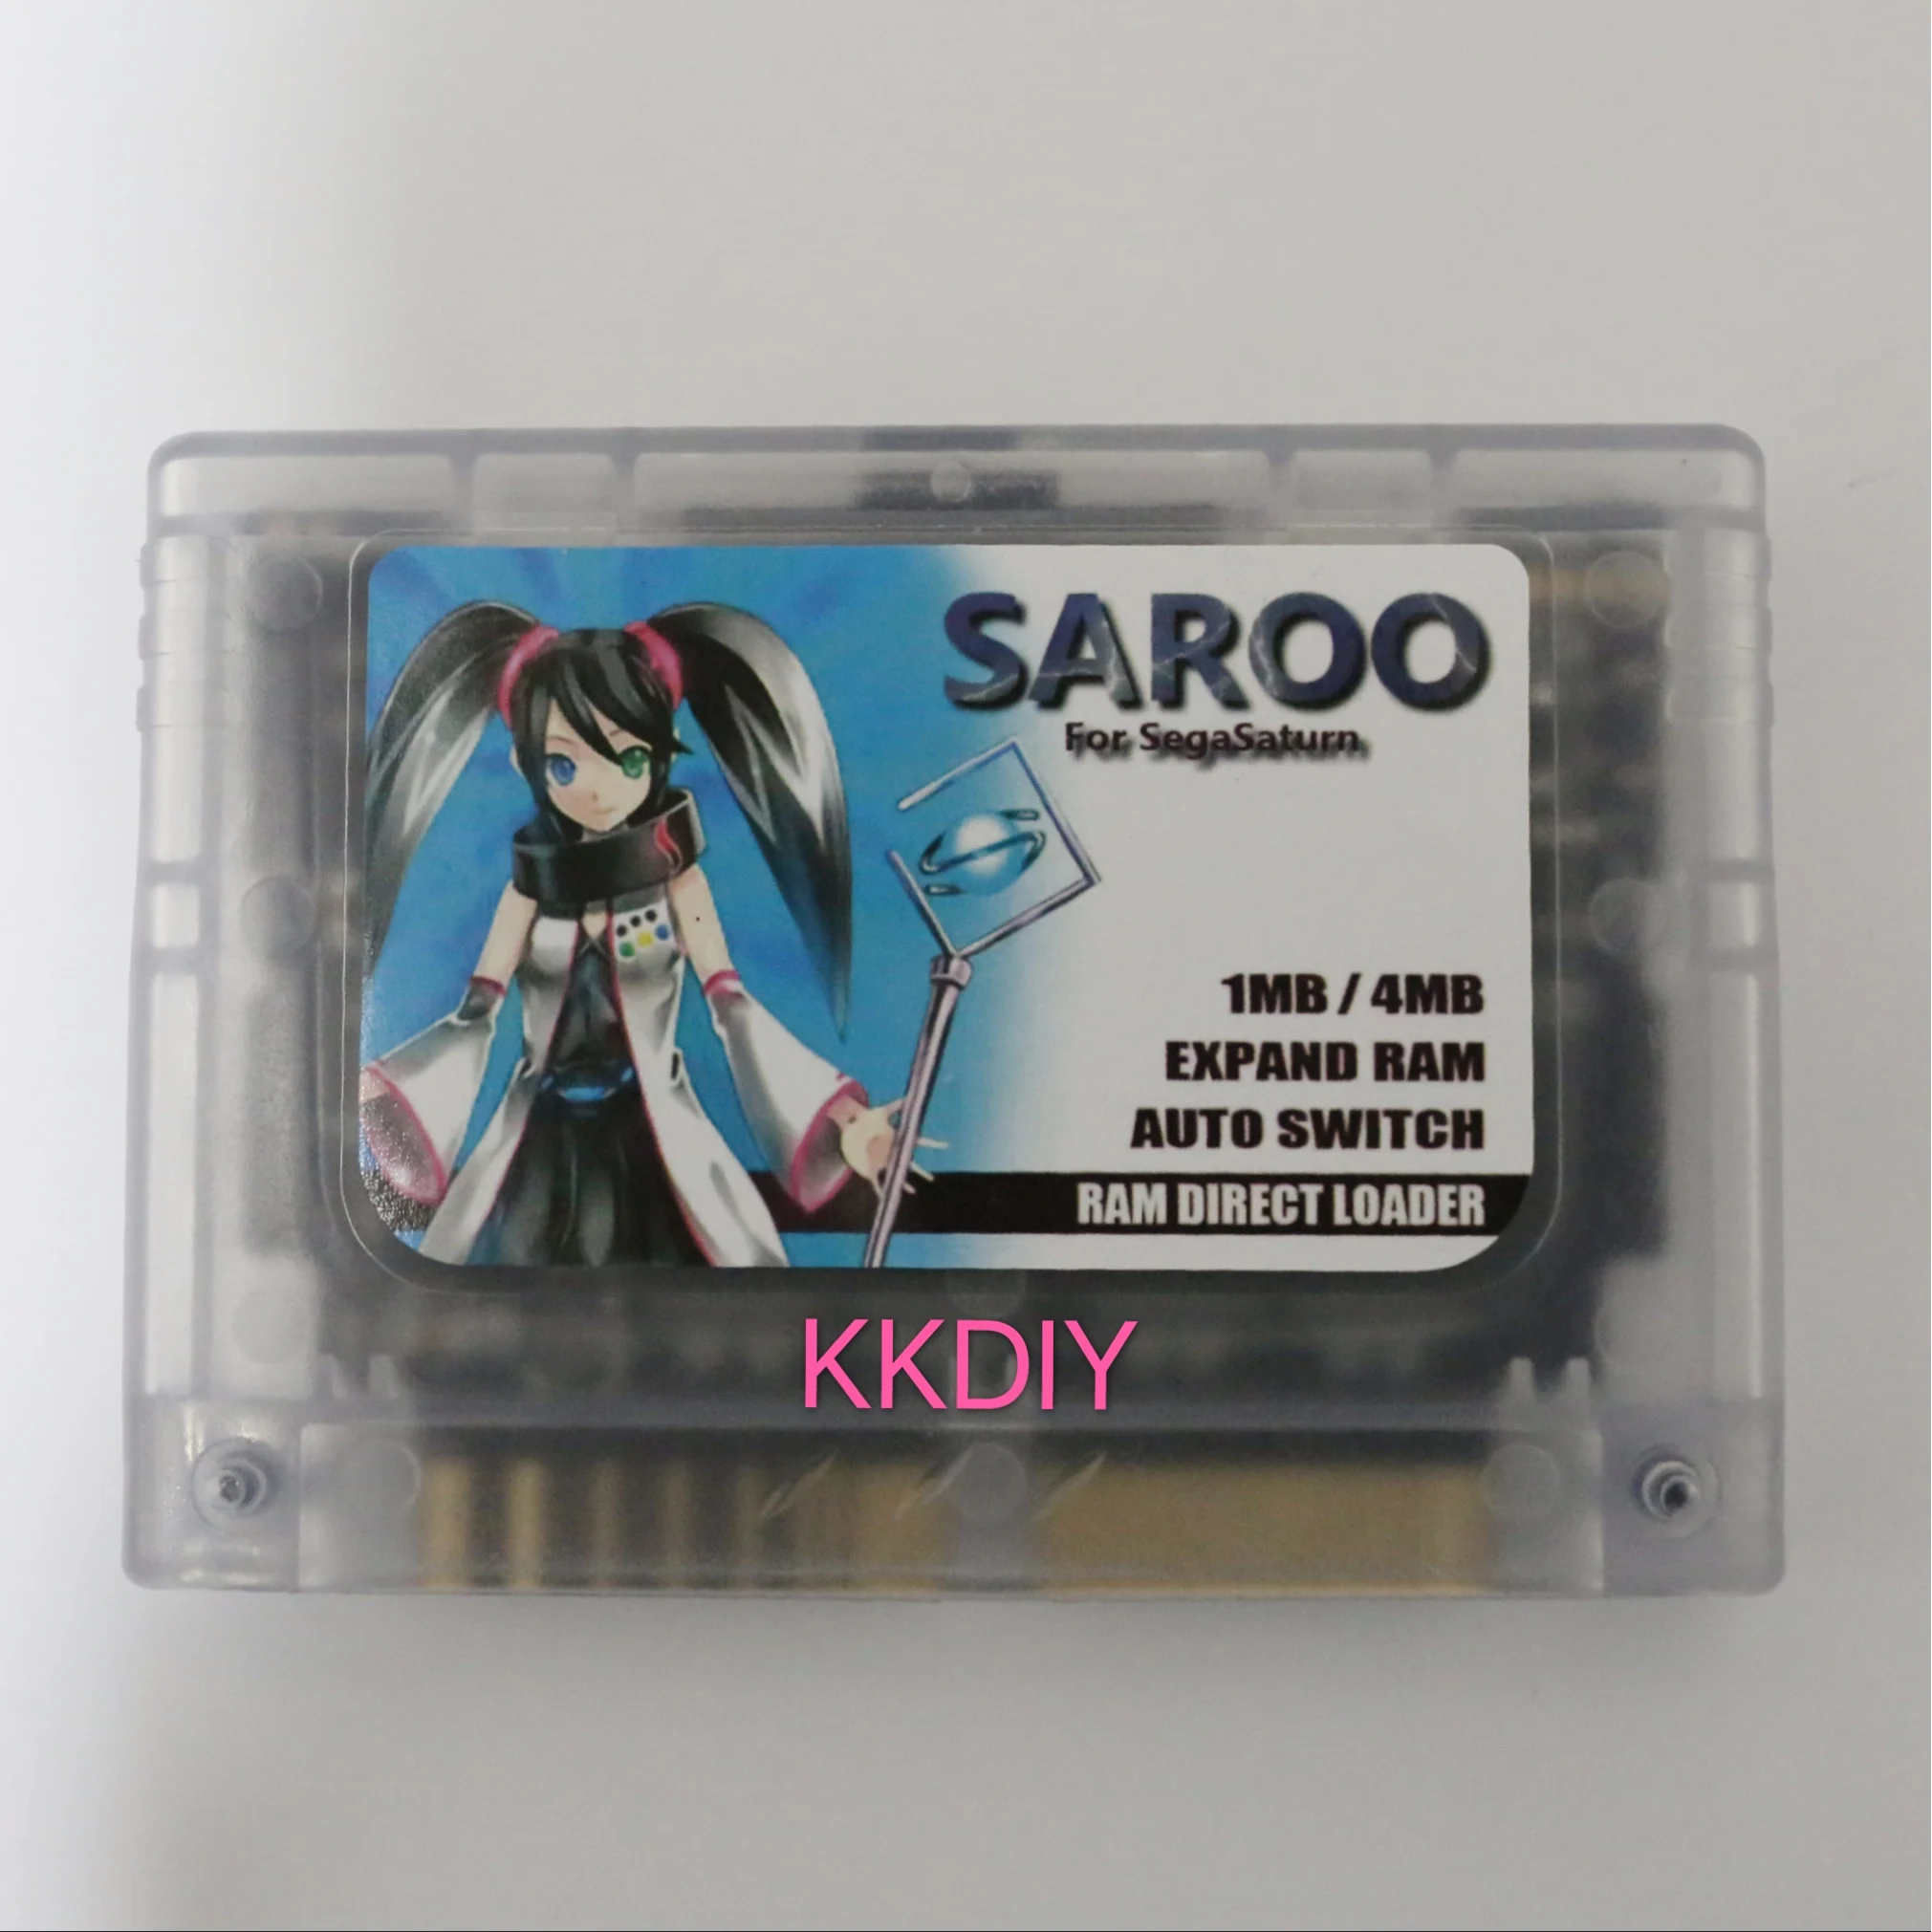 SAROO
For SegaSaturn
1MB / 4MB
EXPAND RAM
AUTO SWITCH
RAM DIRECT LOADER
KKDIY